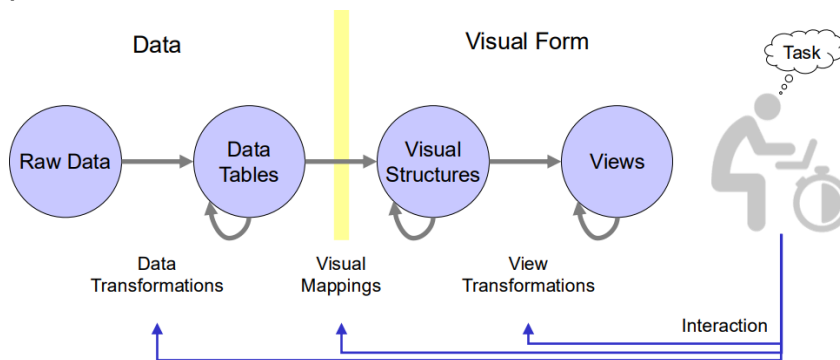 Data
Visual Form
Task
Raw Data
Data
Tables
Visual
Structures
Views
Data
Transformations
Visual
Mappings
View
Transformations
Interaction